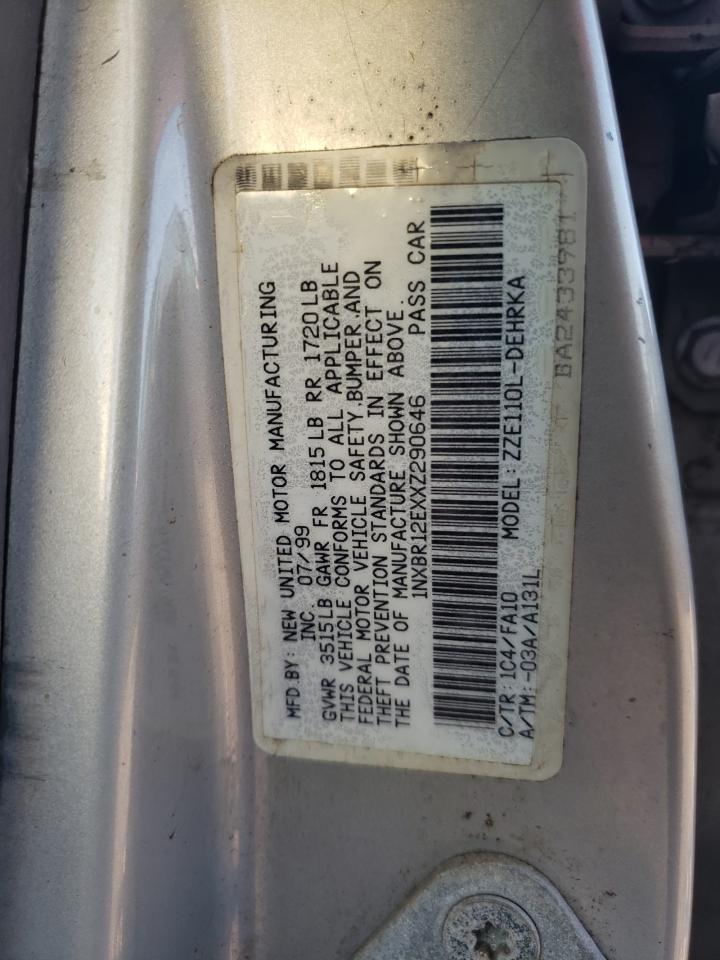 MFD.BY: NEW UNITED MOTOR MANUFACTURING
INC. 07/99
GVWR 3515LB GAWR FR 1815LB RR 1720LB
THIS VEHICLE CONFORMS TO ALL APPLICABLE
FEDERAL MOTOR VEHICLE SAFETY,BUMPER,AND
THEFT PREVENTION STANDARDS IN EFFECT ON
THE DATE OF MANUFACTURE SHOWN ABOVE.
1NXBR12EXXZ290646 PASS CAR
C/TR:1C4/FA10 MODEL:ZZE110L-DEHRKA
A/TM:-03A/A131L
BA2433981